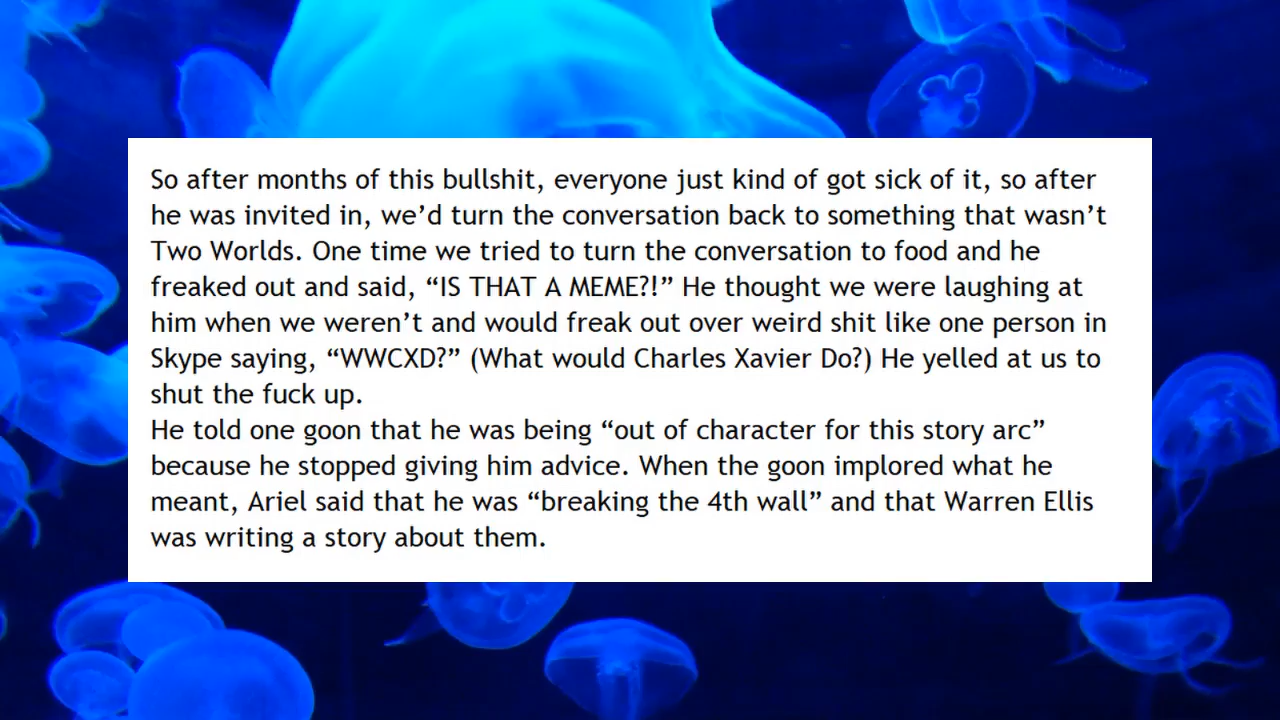 So after months of this bullshit, everyone just kind of got sick of it, so after
he was invited in, we’d turn the conversation back to something that wasn’t
Two Worlds. One time we tried to turn the conversation to food and he
freaked out and said, “IS THAT A MEME?!” He thought we were laughing at
him when we weren’t and would freak out over weird shit like one person in
Skype saying, “WWCXD?” (What would Charles Xavier Do?) He yelled at us to
shut the fuck up.
He told one goon that he was being “out of character for this story arc”
because he stopped giving him advice. When the goon implored what he
meant, Ariel said that he was “breaking the 4th wall” and that Warren Ellis
was writing a story about them.